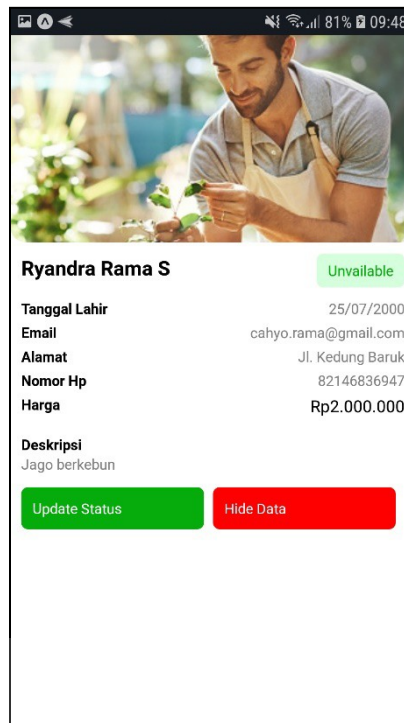 81% 09:48
Ryandra Rama S
Unvailable
Tanggal Lahir 25/07/2000
Email cahyo.rama@gmail.com
Alamat Jl. Kedung Baruk
Nomor Hp 82146836947
Harga Rp2.000.000
Deskripsi
Jago berkebun
Update Status Hide Data